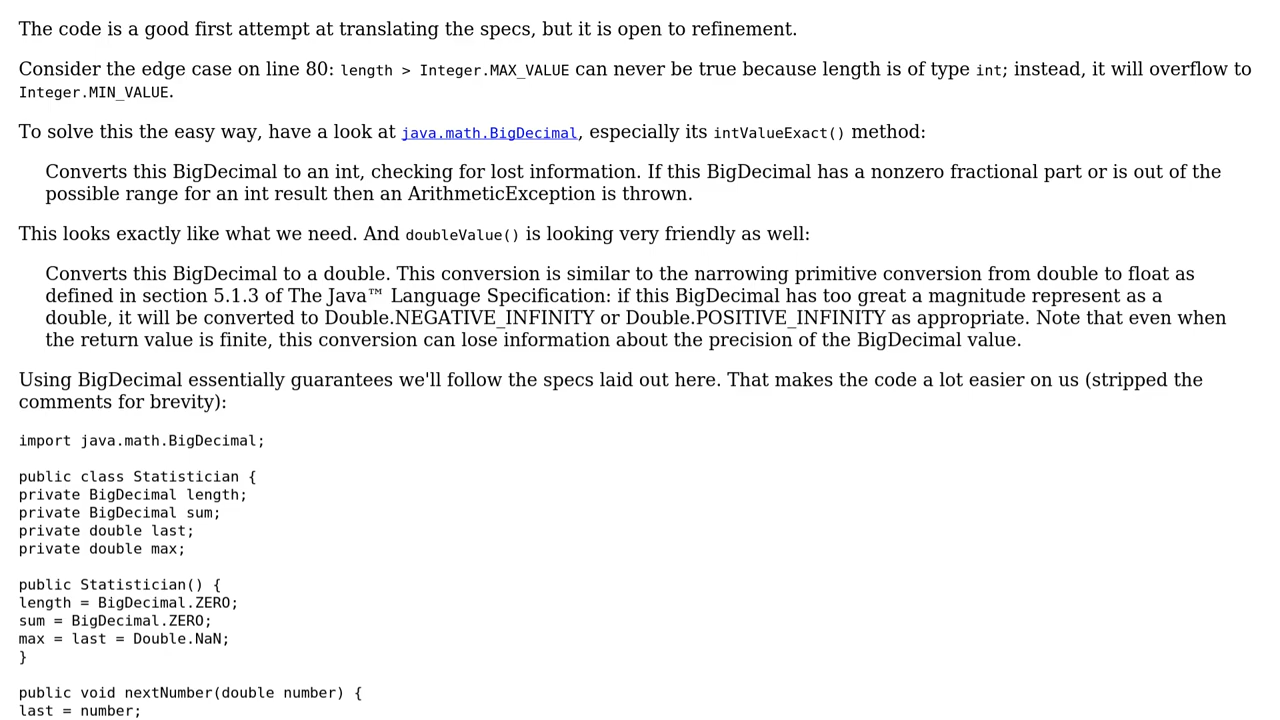 The code is a good first attempt at translating the specs, but it is open to refinement.
Consider the edge case on line 80: length > Integer.MAX_VALUE can never be true because length is of type int; instead, it will overflow to
Integer.MIN_VALUE.
To solve this the easy way, have a look at java.math.BigDecimal, especially its intValueExact() method:
Converts this BigDecimal to an int, checking for lost information. If this BigDecimal has a nonzero fractional part or is out of the
possible range for an int result then an ArithmeticException is thrown.
This looks exactly like what we need. And doubleValue() is looking very friendly as well:
Converts this BigDecimal to a double. This conversion is similar to the narrowing primitive conversion from double to float as
defined in section 5.1.3 of The Java™ Language Specification: if this BigDecimal has too great a magnitude represent as a
double, it will be converted to Double.NEGATIVE_INFINITY or Double.POSITIVE_INFINITY as appropriate. Note that even when
the return value is finite, this conversion can lose information about the precision of the BigDecimal value.
Using BigDecimal essentially guarantees we'll follow the specs laid out here. That makes the code a lot easier on us (stripped the
comments for brevity):
import java.math.BigDecimal;
public class Statistician {
private BigDecimal length;
private BigDecimal sum;
private double last;
private double max;
public Statistician() {
length = BigDecimal.ZERO;
sum = BigDecimal.ZERO;
max = last = Double.NaN;
}
public void nextNumber(double number) {
last = number;